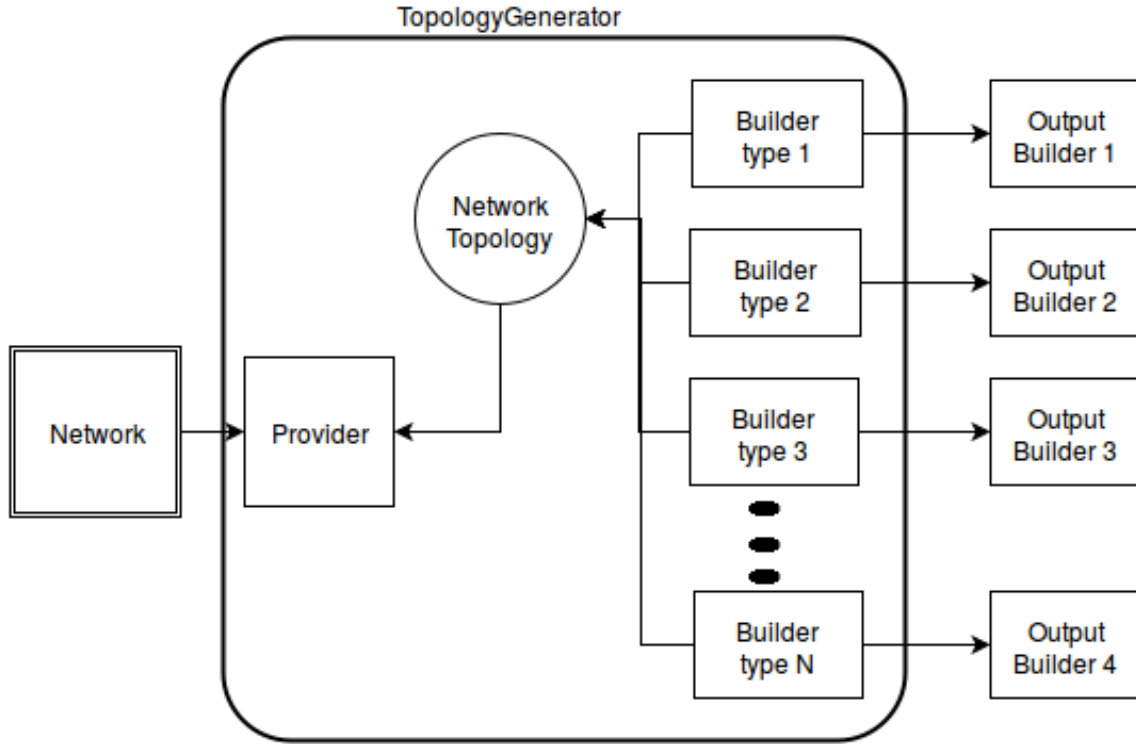 TopologyGenerator
Builder
type 1
Output
Builder 1
Network
Topology
Builder
type 2
Output
Builder 2
Network
Provider
Builder
type 3
Output
Builder 3
Builder
type N
Output
Builder 4